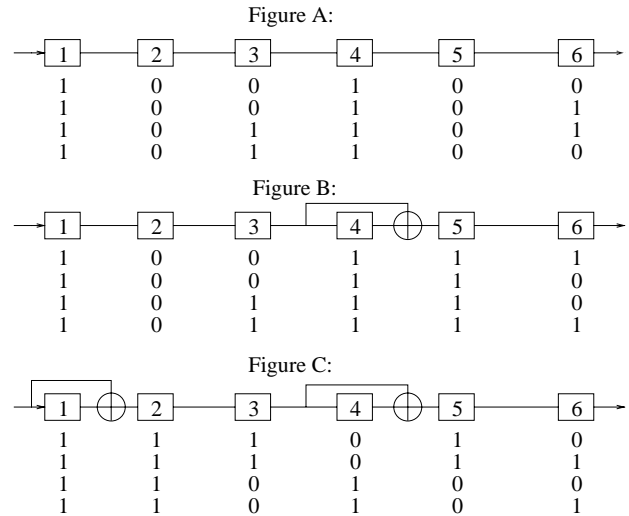 Figure A:
1 2 3 4 5 6
1 0 0 1 0 0
1 0 0 1 0 1
1 0 1 1 0 1
1 0 1 1 0 0
Figure B:
1 2 3 4 5 6
1 0 0 1 1 1
1 0 0 1 1 0
1 0 1 1 1 0
1 0 1 1 1 1
Figure C:
1 2 3 4 5 6
1 1 1 0 1 0
1 1 1 0 1 1
1 1 0 1 0 0
1 1 0 1 0 1